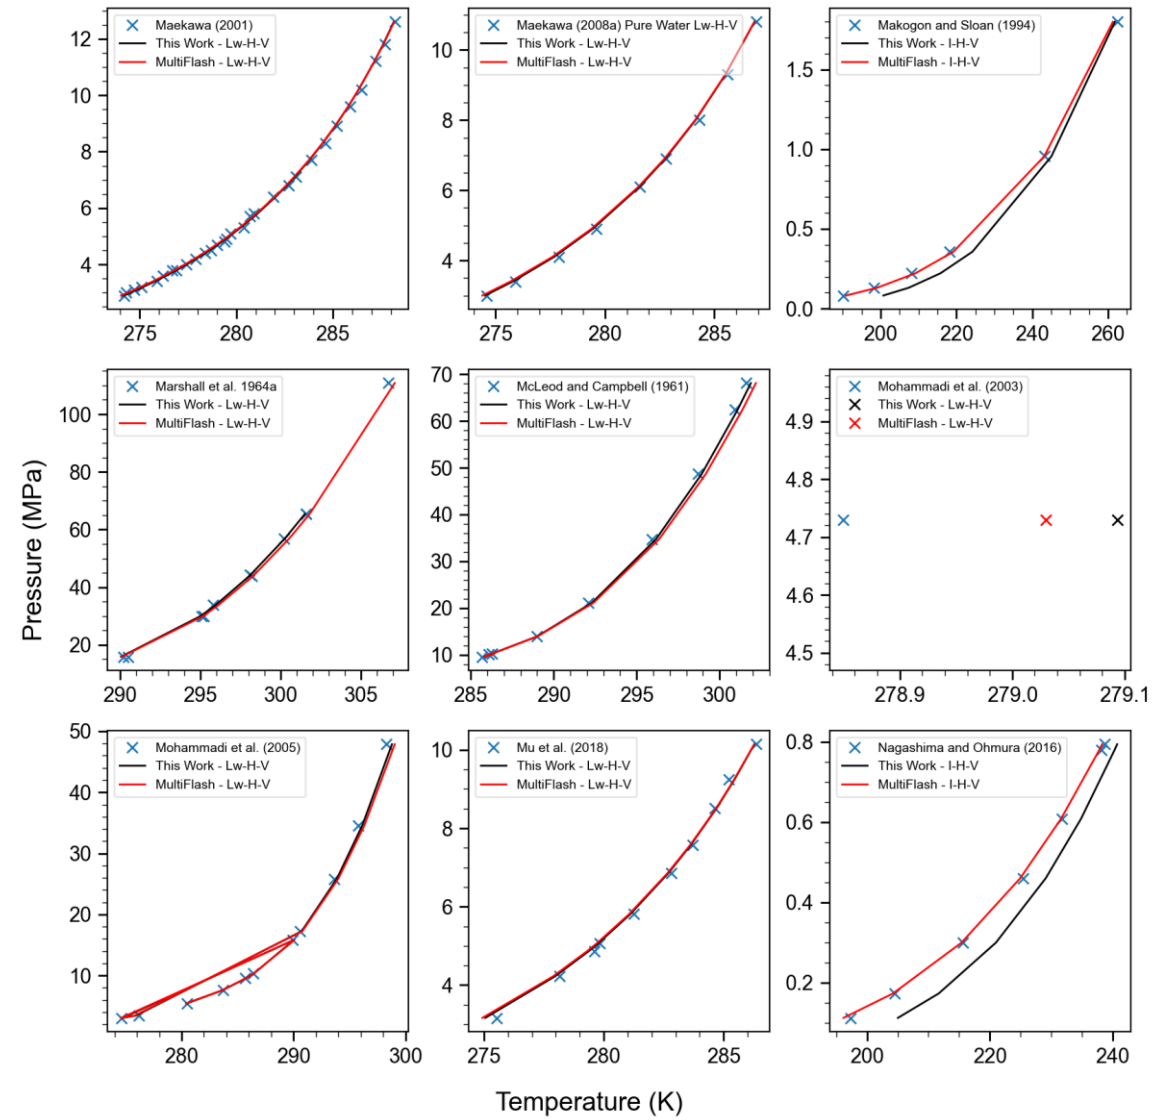 Maekawa (2001)
This Work - Lw-H-V
MultiFlash - Lw-H-V
12
10
8
6
4
275
280
285
Maekawa (2008a) Pure Water Lw-H-V
This Work - Lw-H-V
MultiFlash - Lw-H-V
10
8
6
4
275
280
285
Makogon and Sloan (1994)
This Work - I-H-V
MultiFlash - I-H-V
1.5
1.0
0.5
0.0
200
220
240
260
Pressure (MPa)
Marshall et al. 1964a
This Work - Lw-H-V
MultiFlash - Lw-H-V
100
80
60
40
20
290
295
300
305
McLeod and Campbell (1961)
This Work - Lw-H-V
MultiFlash - Lw-H-V
70
60
50
40
30
20
10
285
290
295
300
Mohammadi et al. (2003)
This Work - Lw-H-V
MultiFlash - Lw-H-V
4.9
4.8
4.7
4.6
4.5
278.9
279.0
279.1
Mohammadi et al. (2005)
This Work - Lw-H-V
MultiFlash - Lw-H-V
50
40
30
20
10
280
290
300
Mu et al. (2018)
This Work - Lw-H-V
MultiFlash - Lw-H-V
10
8
6
4
275
280
285
Nagashima and Ohmura (2016)
This Work - I-H-V
MultiFlash - I-H-V
0.8
0.6
0.4
0.2
200
220
240
Temperature (K)